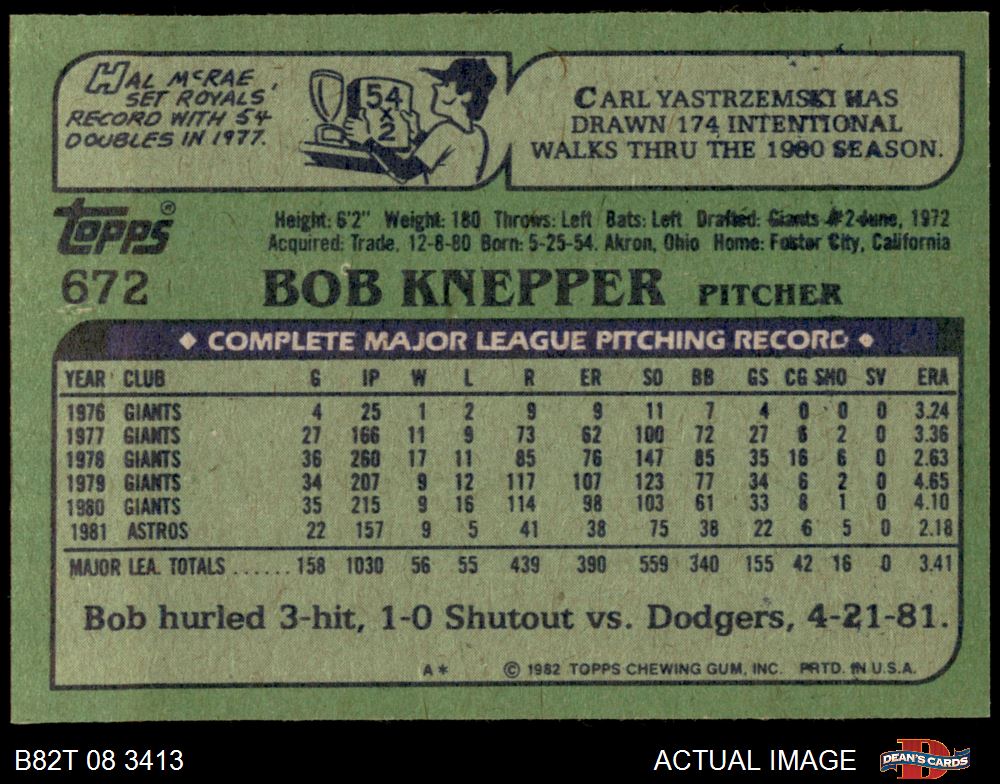 HAL McRAE
SET ROYALS'
RECORD WITH 54
DOUBLES IN 1977.
54
x
2
CARL YASTRZEMSKI HAS
DRAWN 174 INTENTIONAL
WALKS THRU THE 1980 SEASON.
Topps®
Height: 6'2" Weight: 180 Throws: Left Bats: Left Drafted: Giants #2-June, 1972
Acquired: Trade, 12-8-80 Born: 5-25-54, Akron, Ohio Home: Foster City, California
672 BOB KNEPPER PITCHER
◆ COMPLETE MAJOR LEAGUE PITCHING RECORD ◆
YEAR CLUB G IP W L R ER SO BB GS CG SHO SV ERA
1976 GIANTS 4 25 1 2 9 9 11 7 4 0 0 0 3.24
1977 GIANTS 27 166 11 9 73 62 100 72 27 6 2 0 3.36
1978 GIANTS 36 260 17 11 85 76 147 85 35 16 6 0 2.63
1979 GIANTS 34 207 9 12 117 107 123 77 34 6 2 0 4.65
1980 GIANTS 35 215 9 16 114 98 103 61 33 8 1 0 4.10
1981 ASTROS 22 157 9 5 41 38 75 38 22 6 5 0 2.18
MAJOR LEA. TOTALS ...... 158 1030 56 55 439 390 559 340 155 42 16 0 3.41
Bob hurled 3-hit, 1-0 Shutout vs. Dodgers, 4-21-81.
A* © 1982 TOPPS CHEWING GUM, INC. PRTD. IN U.S.A.
B82T 08 3413 ACTUAL IMAGE DEAN'S CARDS